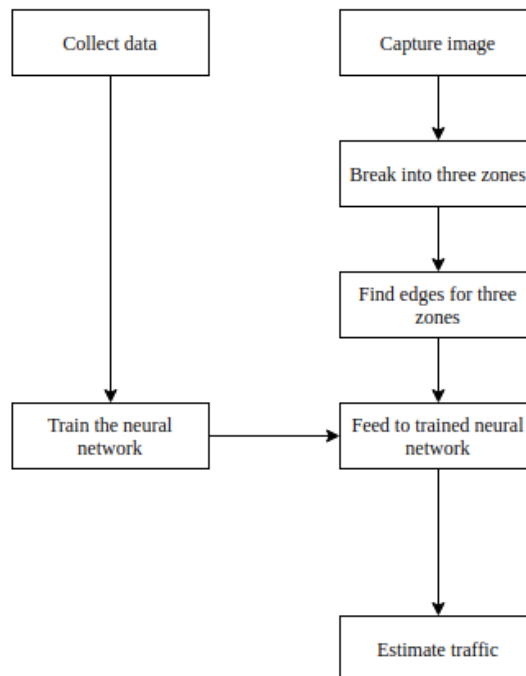 Collect data
Capture image
Break into three zones
Find edges for three
zones
Train the neural
network
Feed to trained neural
network
Estimate traffic